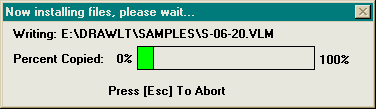 Now installing files, please wait...
Writing: E:\DRAWLT\SAMPLES\S-06-20.VLM
Percent Copied: 0% 100%
Press [Esc] To Abort